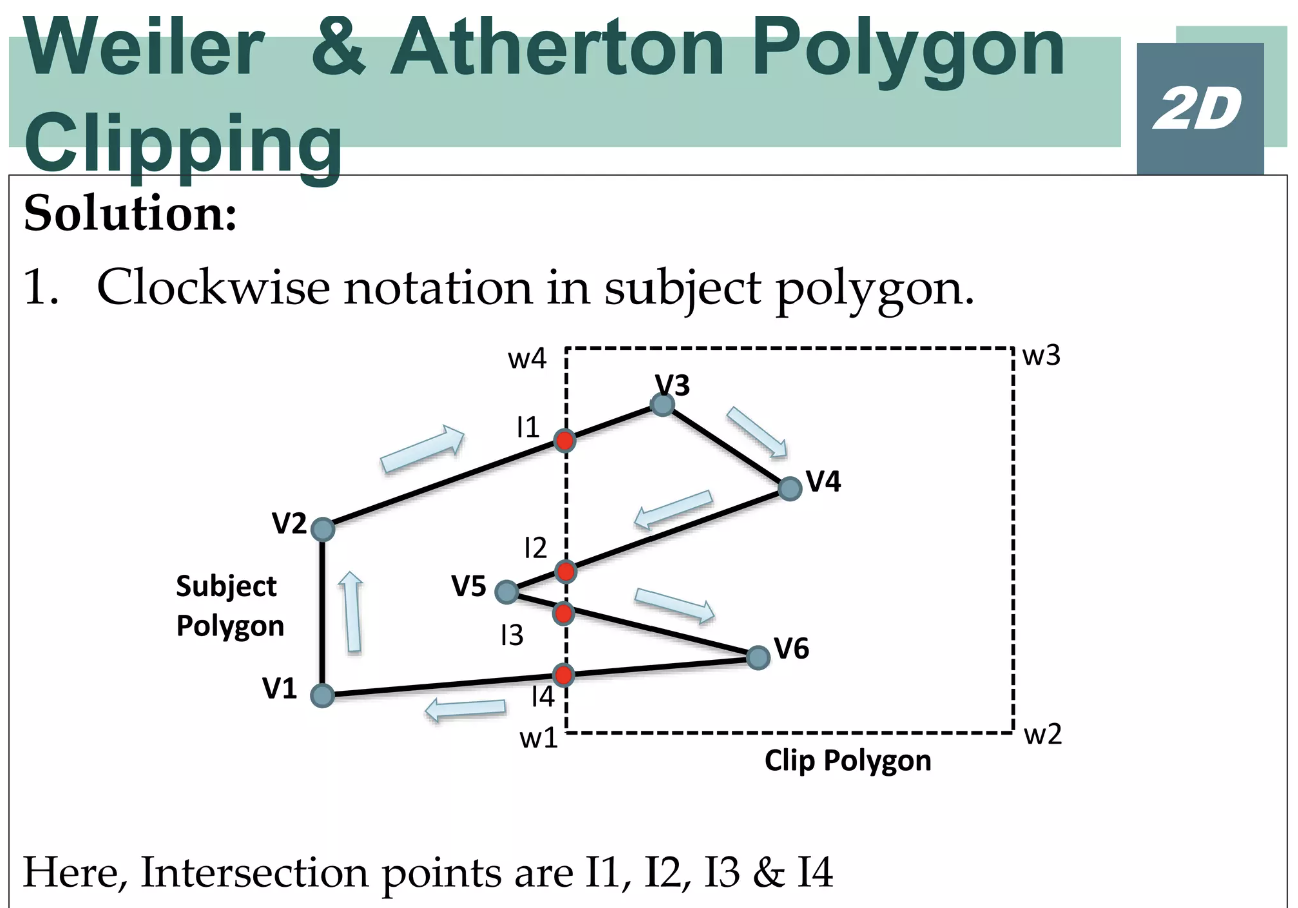 Weiler & Atherton Polygon
Clipping
2D
Solution:
1. Clockwise notation in subject polygon.
w4
w3
V3
I1
V4
V2
I2
Subject
Polygon
V5
I3
V6
V1
I4
w1
w2
Clip Polygon
Here, Intersection points are I1, I2, I3 & I4